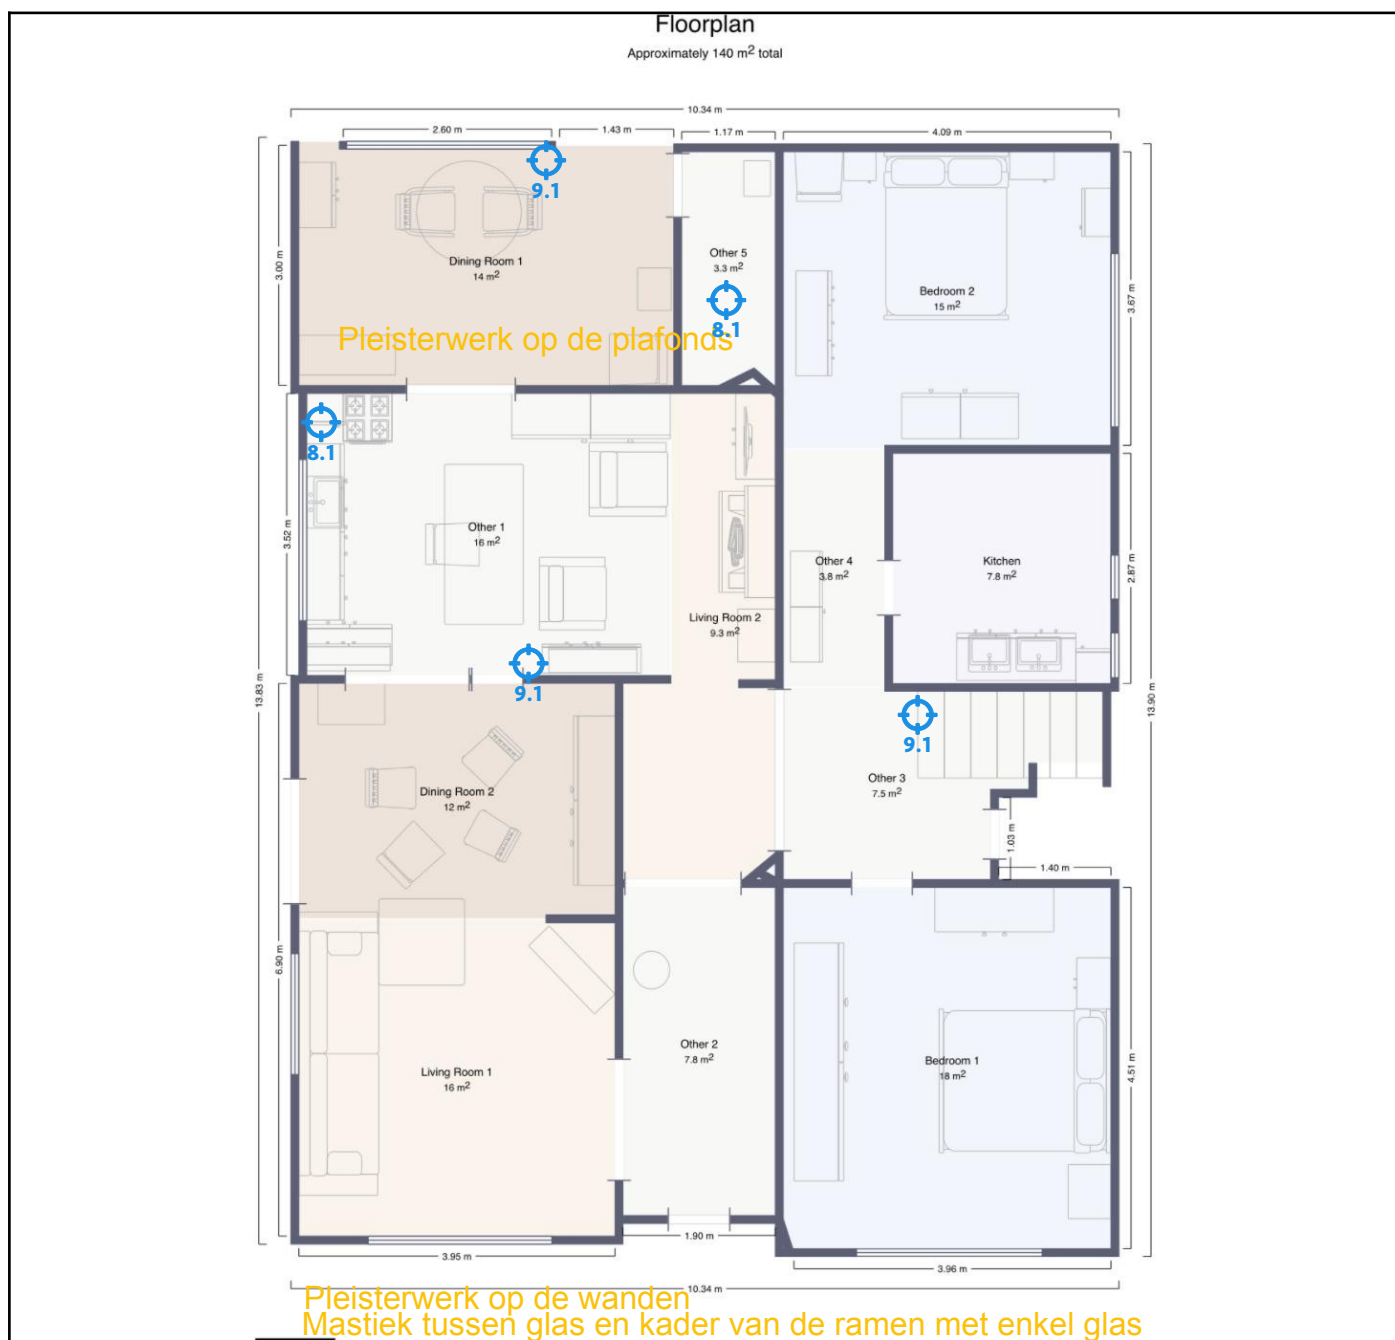 Floorplan
Approximately 140 m² total
10.34 m
2.60 m
1.43 m
1.17 m
4.09 m
9.1
Dining Room 1
14 m²
3.00 m
Other 5
3.3 m²
8.1
Bedroom 2
15 m²
3.67 m
Pleisterwerk op de plafonds
8.1
3.52 m
Other 1
16 m²
Other 4
3.8 m²
Kitchen
7.8 m²
2.87 m
Living Room 2
9.3 m²
13.83 m
9.1
9.1
13.90 m
Dining Room 2
12 m²
Other 3
7.5 m²
1.03 m
1.40 m
6.90 m
Living Room 1
16 m²
Other 2
7.8 m²
Bedroom 1
18 m²
4.51 m
3.95 m
1.90 m
3.96 m
10.34 m
Pleisterwerk op de wanden
Mastiek tussen glas en kader van de ramen met enkel glas